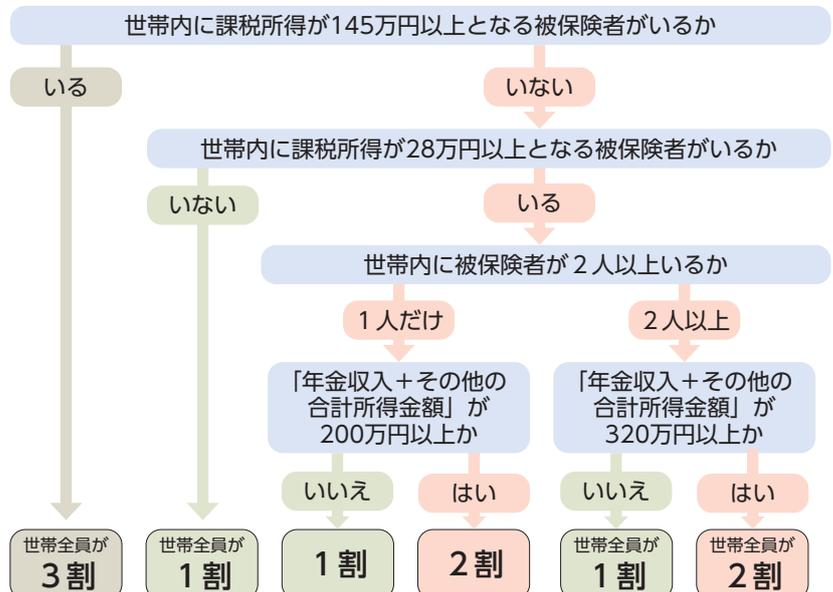 世帯内に課税所得が145万円以上となる被保険者がいるか
いる
いない
世帯内に課税所得が28万円以上となる被保険者がいるか
いない
いる
世帯内に被保険者が２人以上いるか
１人だけ
２人以上
「年金収入＋その他の
合計所得金額」が
200万円以上か
「年金収入＋その他の
合計所得金額」が
320万円以上か
いいえ
はい
いいえ
はい
世帯全員が
３割
世帯全員が
１割
１割
２割
世帯全員が
１割
世帯全員が
２割